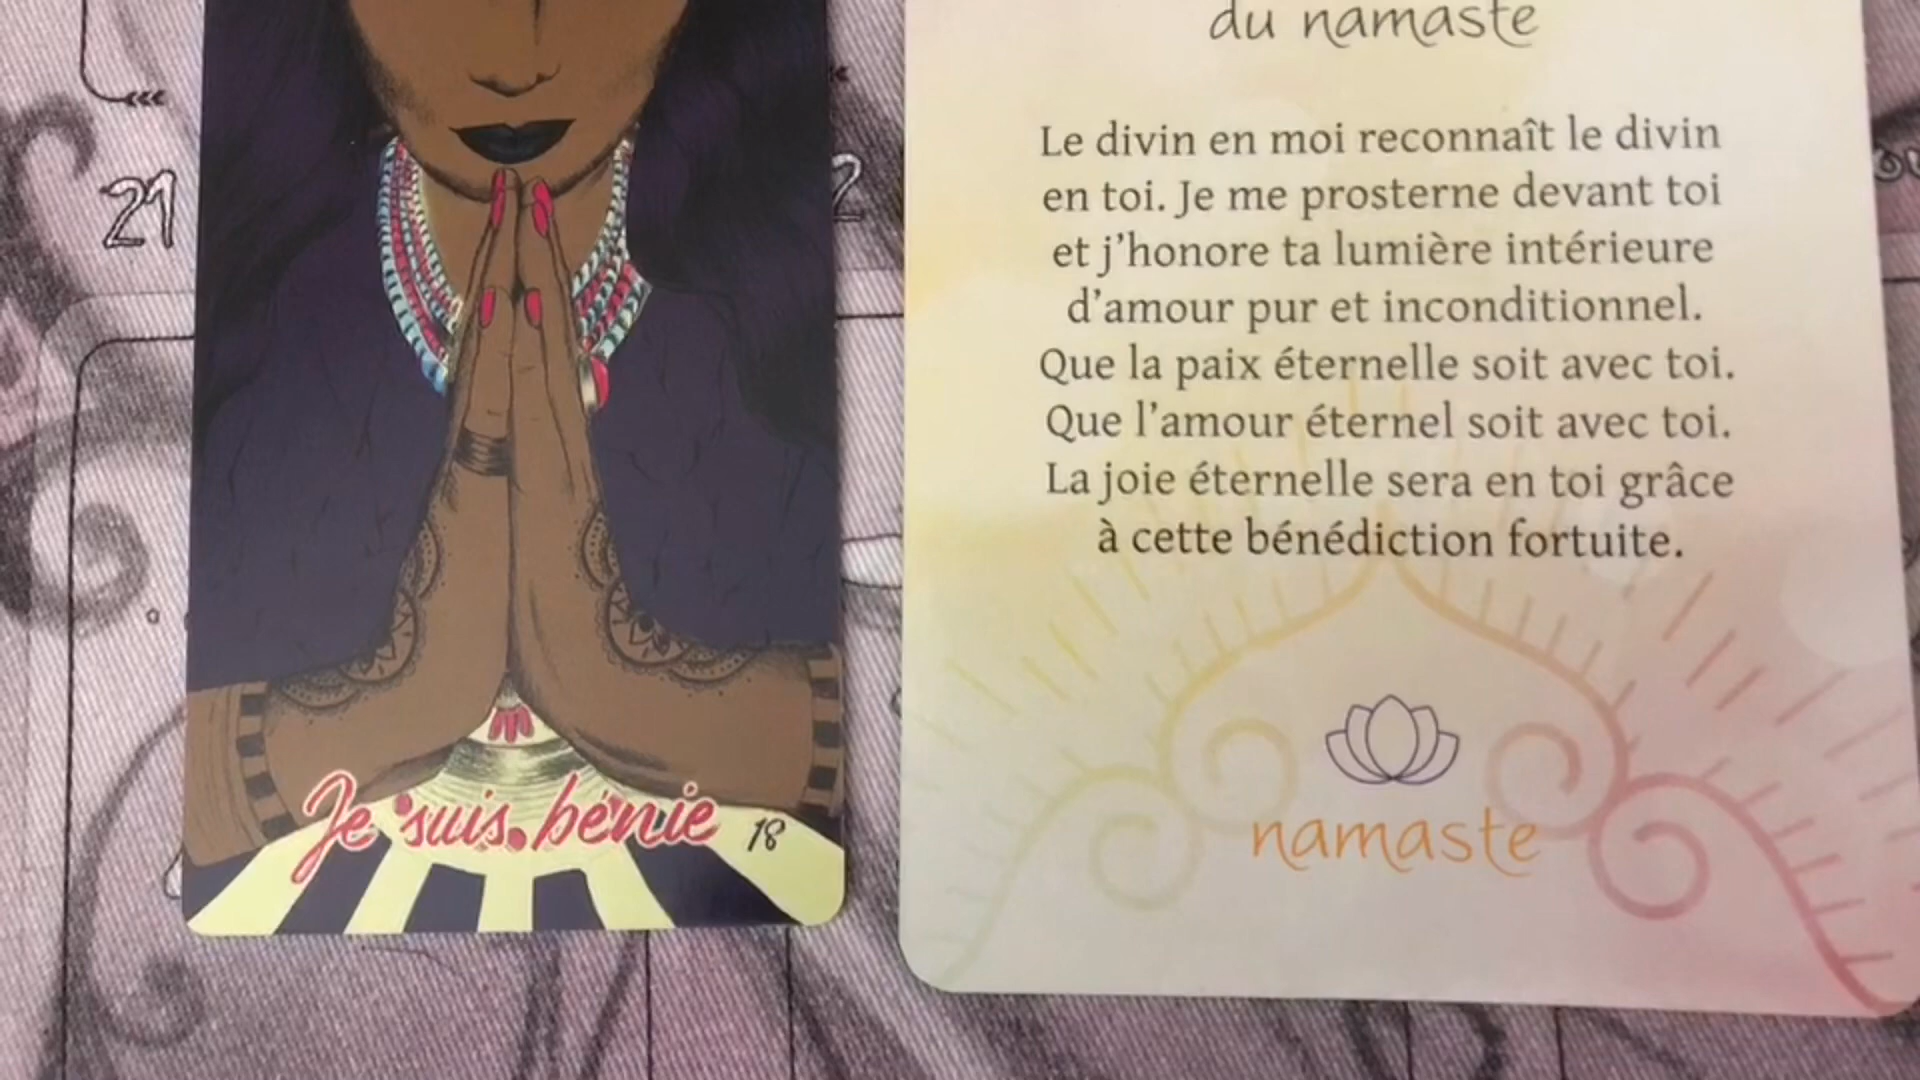 21
Je suis bénie
18
du namaste
Le divin en moi reconnaît le divin
en toi. Je me prosterne devant toi
et j'honore ta lumière intérieure
d'amour pur et inconditionnel.
Que la paix éternelle soit avec toi.
Que l'amour éternel soit avec toi.
La joie éternelle sera en toi grâce
à cette bénédiction fortuite.
namaste